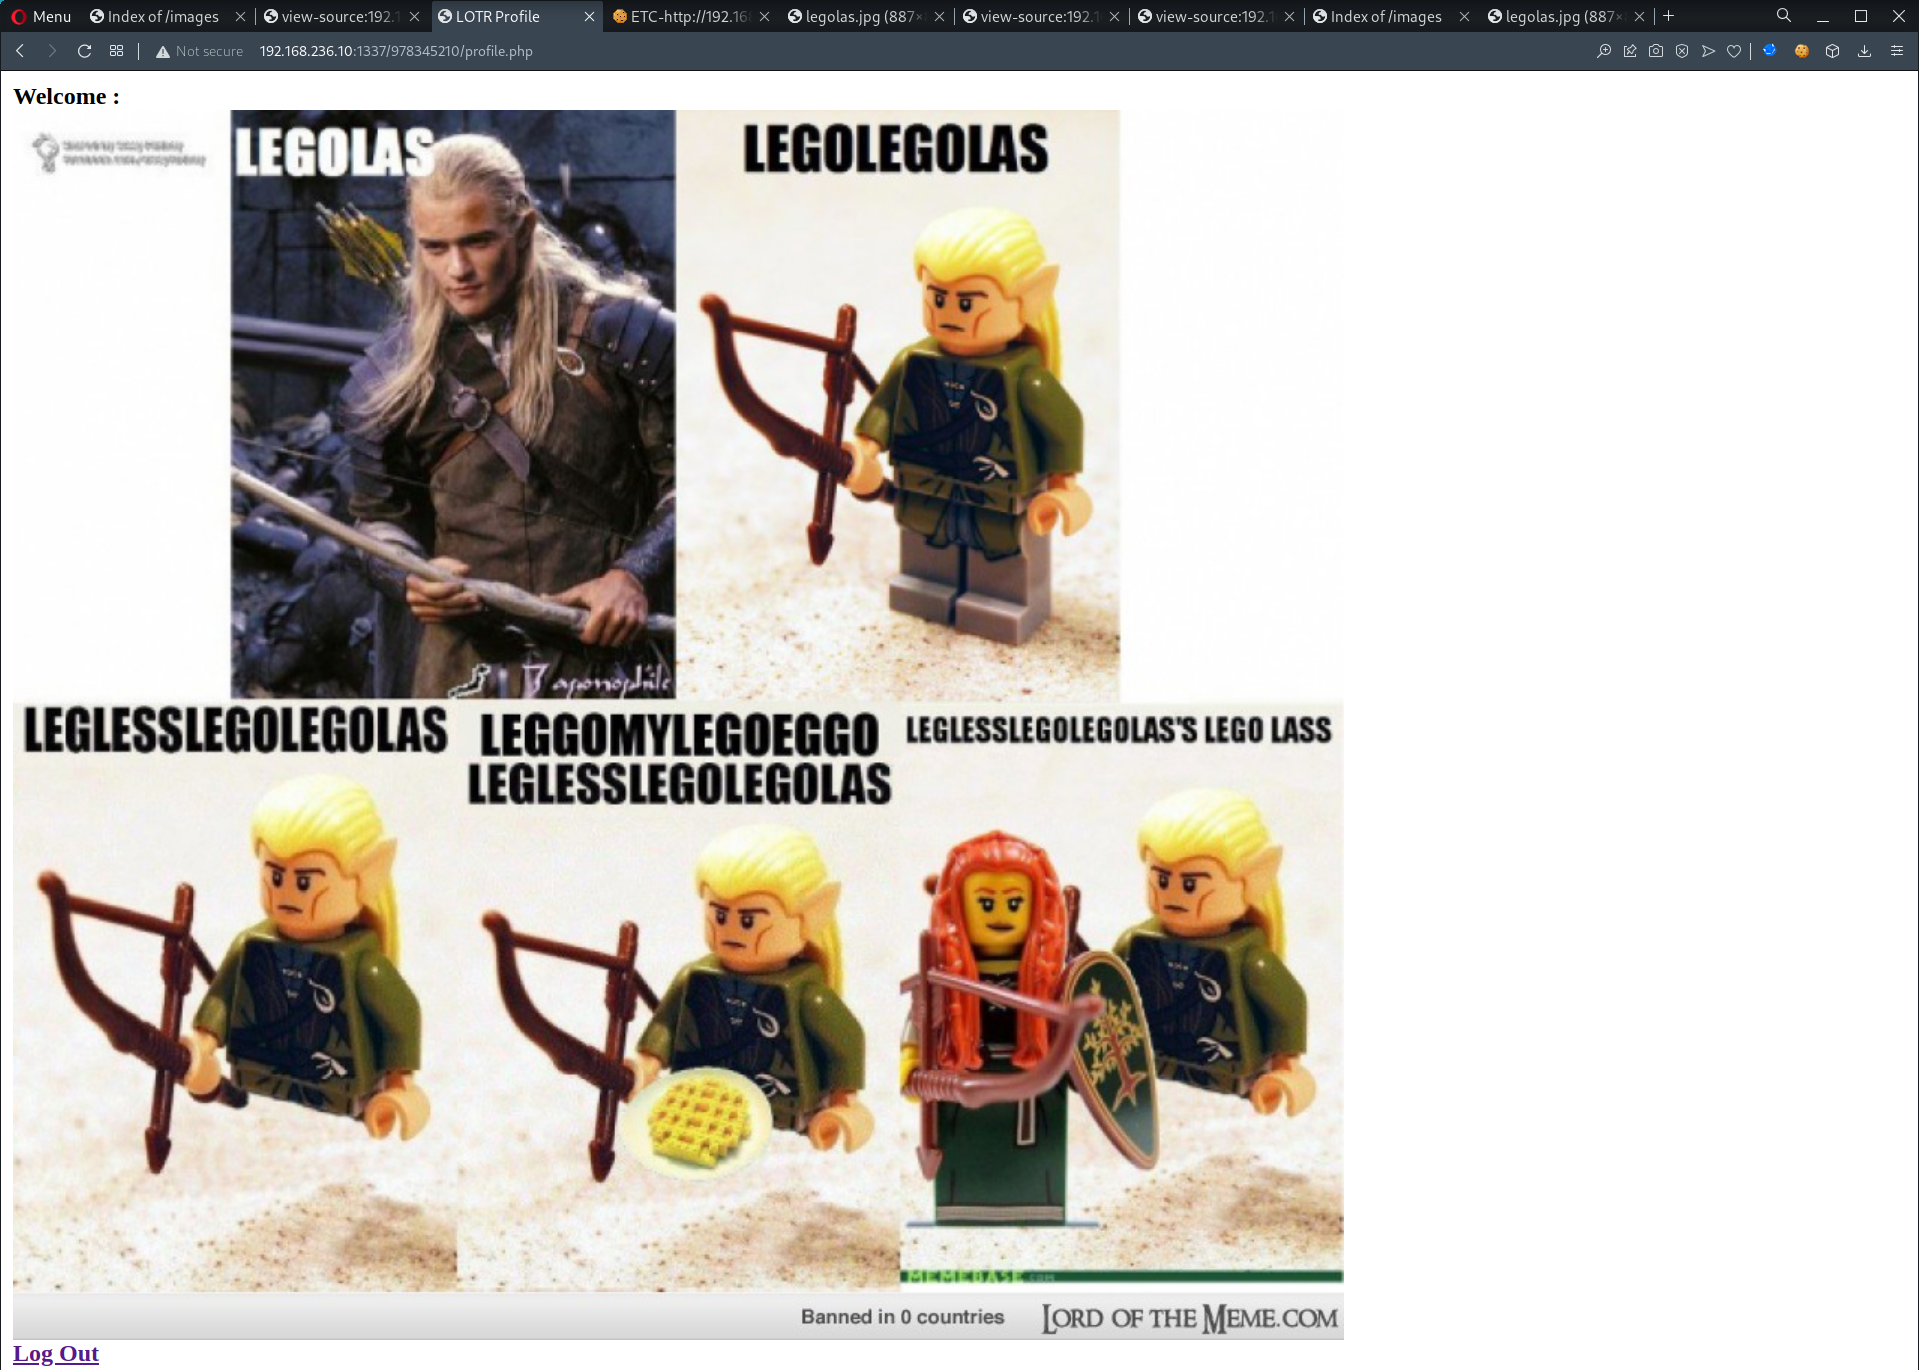 Menu
Index of /images
view-source:192.1
LOTR Profile
ETC-http://192.16
legolas.jpg (887×
view-source:192.1
view-source:192.1
Index of /images
legolas.jpg (887×
Not secure
192.168.236.10:1337/978345210/profile.php
Welcome :
LEGOLAS
LEGOLEGOLAS
LEGLESSLEGOLEGOLAS
LEGGOMYLEGOEGGO
LEGLESSLEGOLEGOLAS
LEGLESSLEGOLEGOLAS'S LEGO LASS
MEMEBASE.COM
Banned in 0 countries
LORD OF THE MEME.COM
Log Out